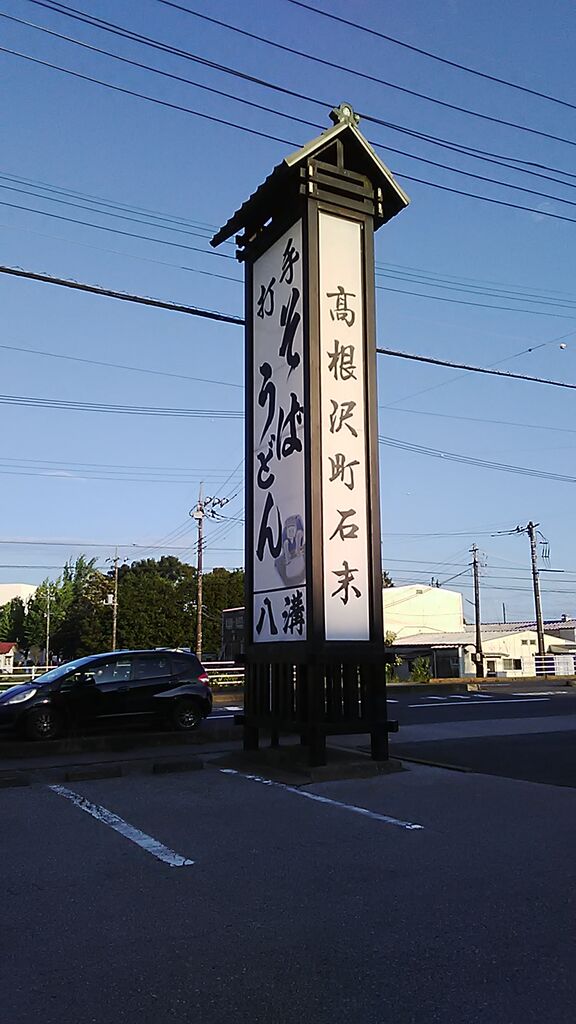 手打
そば
うどん
八溝
高根沢町石末